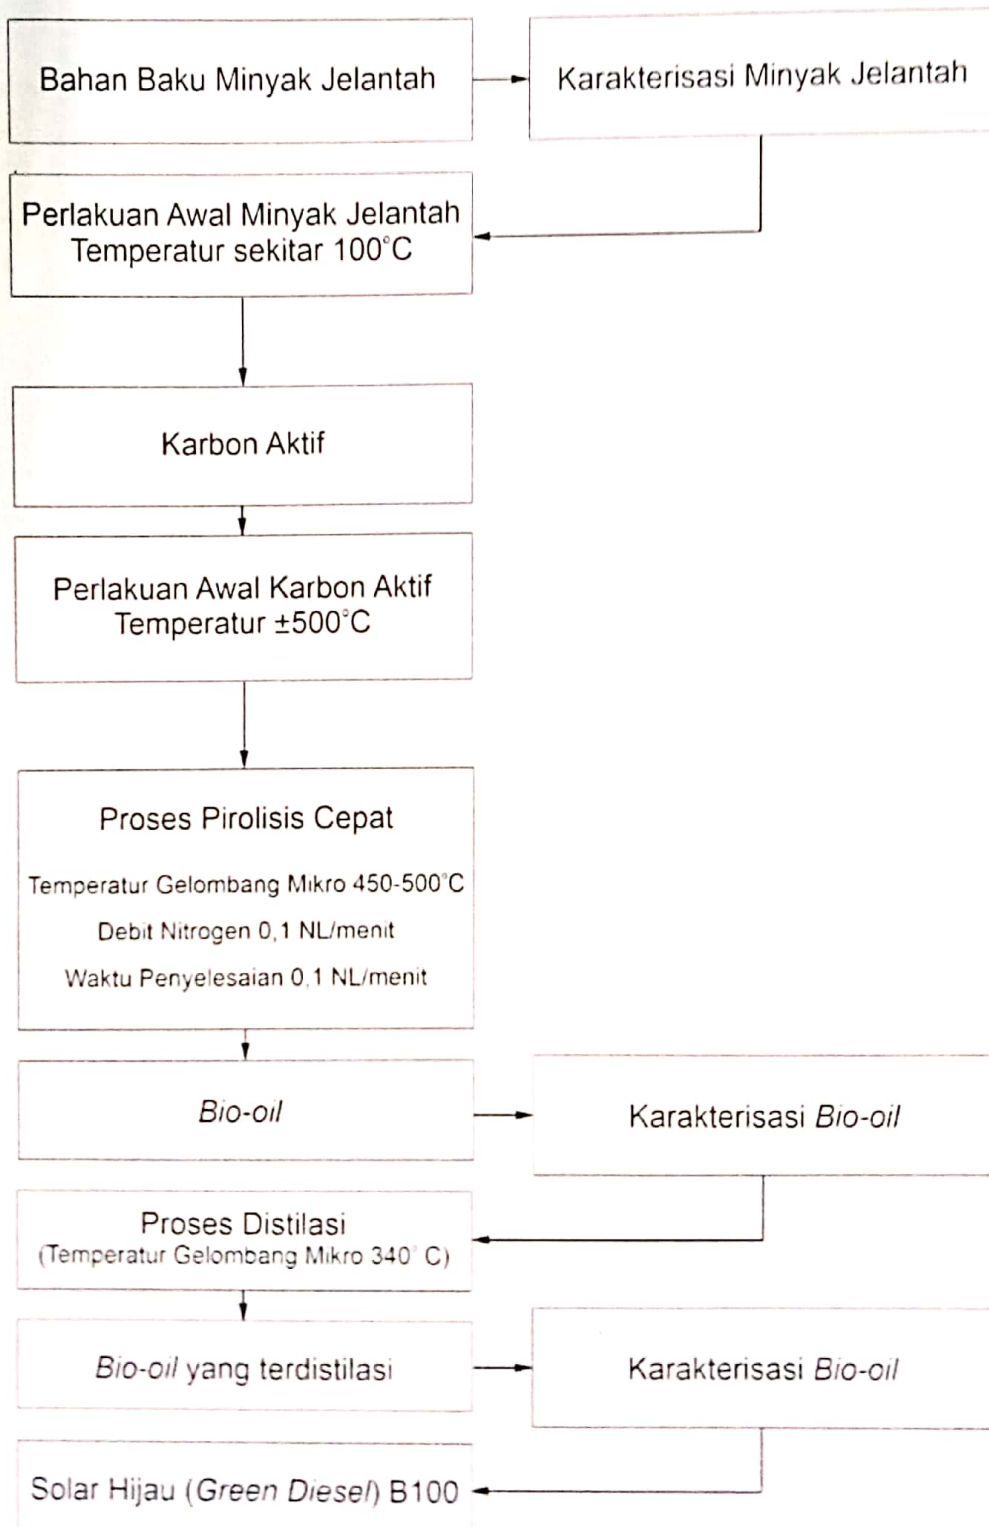 Bahan Baku Minyak Jelantah
Karakterisasi Minyak Jelantah
Perlakuan Awal Minyak Jelantah
Temperatur sekitar 100°C
Karbon Aktif
Perlakuan Awal Karbon Aktif
Temperatur ±500°C
Proses Pirolisis Cepat
Temperatur Gelombang Mikro 450-500°C
Debit Nitrogen 0,1 NL/menit
Waktu Penyelesaian 0,1 NL/menit
Bio-oil
Karakterisasi Bio-oil
Proses Distilasi
(Temperatur Gelombang Mikro 340° C)
Bio-oil yang terdistilasi
Karakterisasi Bio-oil
Solar Hijau (Green Diesel) B100